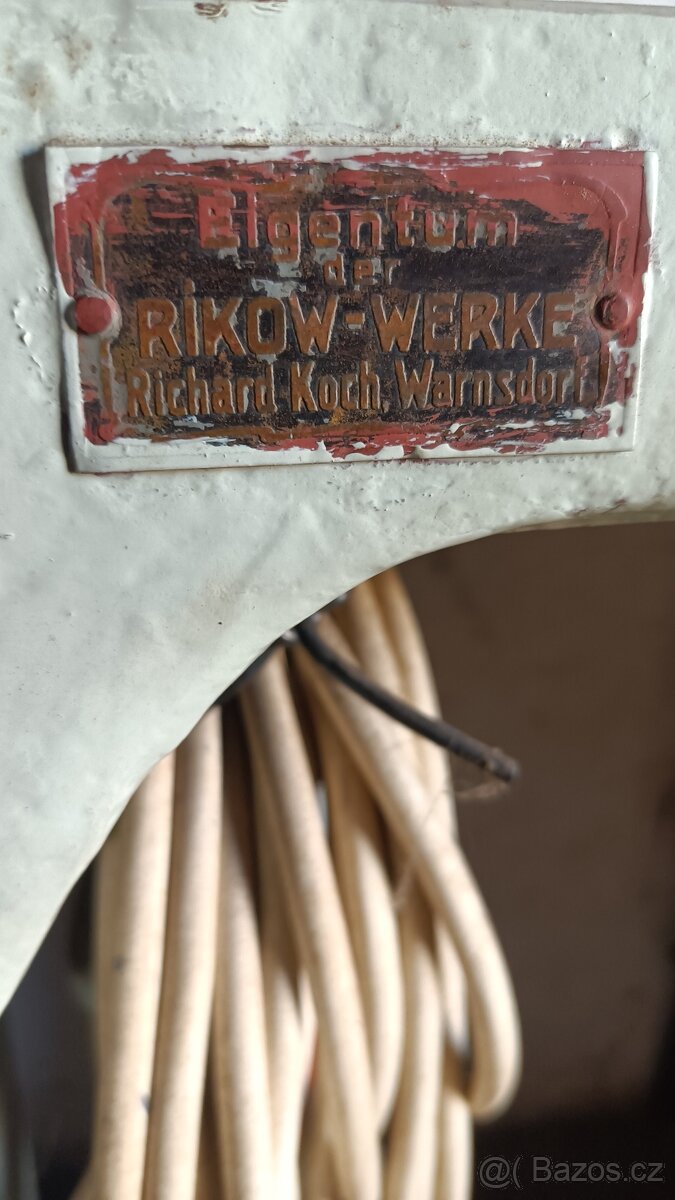 Eigentum
der
RIKOW-WERKE
Richard Koch, Warnsdorf
@( Bazos.cz